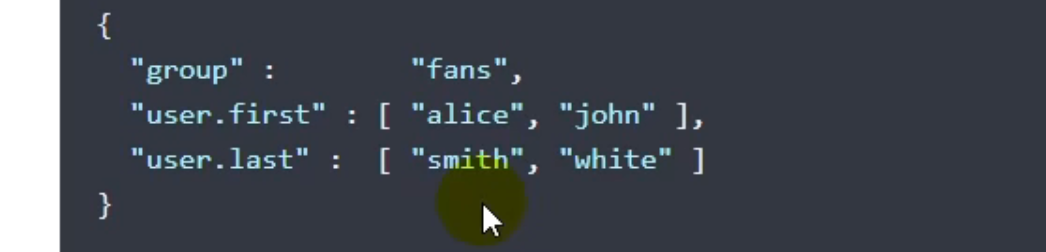 {
"group" : "fans",
"user.first" : [ "alice", "john" ],
"user.last" : [ "smith", "white" ]
}